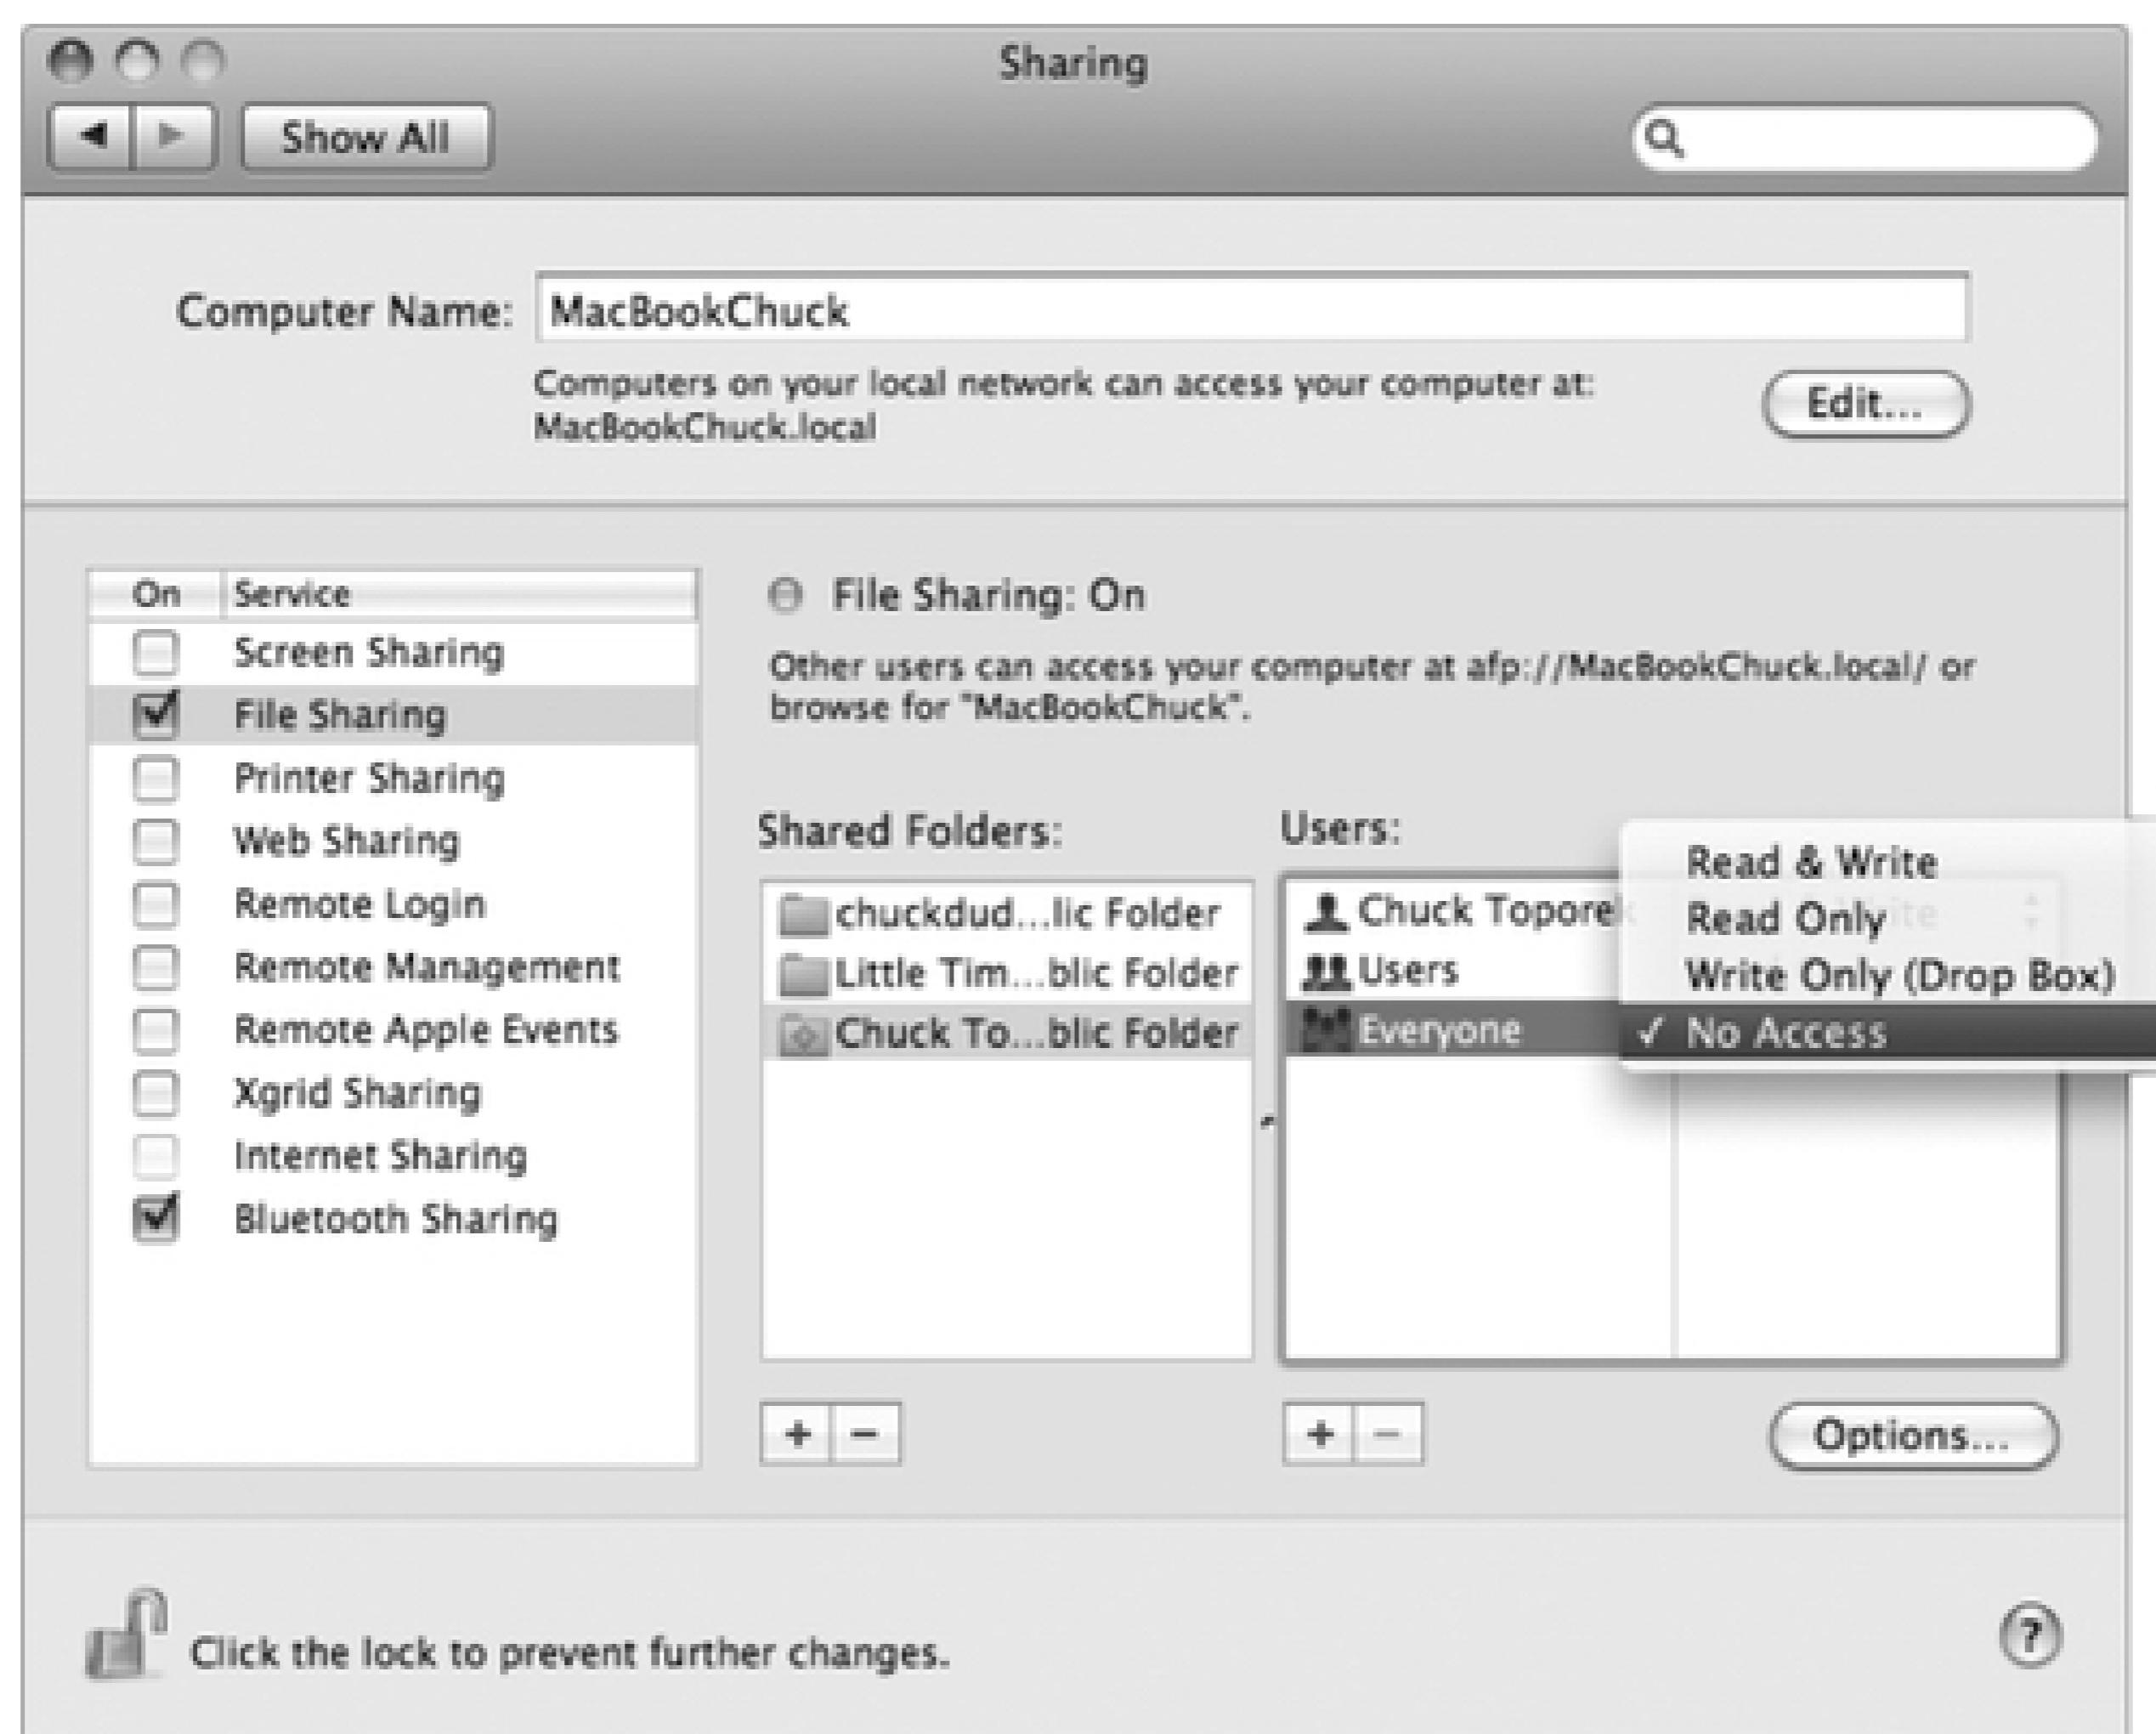 Sharing
Show All
Computer Name: MacBookChuck
Computers on your local network can access your computer at:
MacBookChuck.local
Edit...
On Service
Screen Sharing
File Sharing
Printer Sharing
Web Sharing
Remote Login
Remote Management
Remote Apple Events
Xgrid Sharing
Internet Sharing
Bluetooth Sharing
File Sharing: On
Other users can access your computer at afp://MacBookChuck.local/ or
browse for "MacBookChuck".
Shared Folders:
chuckdud...lic Folder
Little Tim...blic Folder
Chuck To...blic Folder
Users:
Chuck Toporek
Users
Everyone
Read & Write
Read Only
Write Only (Drop Box)
✓ No Access
+ −
+ −
Options...
Click the lock to prevent further changes.
?